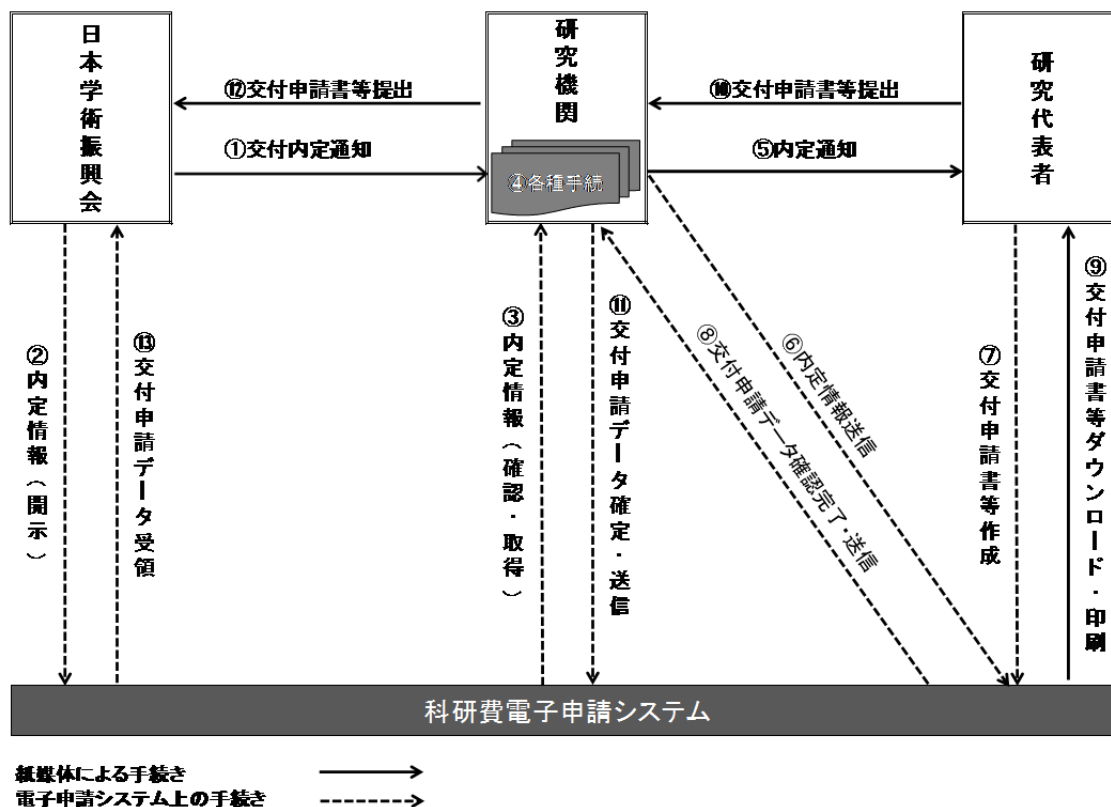 日本学術振興会
研究機関
研究代表者
⑫交付申請書等提出
⑩交付申請書等提出
①交付内定通知
⑤内定通知
④各種手続
②内定情報（開示）
⑬交付申請データ受領
③内定情報（確認・取得）
⑪交付申請データ確定・送信
⑧交付申請データ確認完了・送信
⑥内定情報送信
⑦交付申請書等作成
⑨交付申請書等ダウンロード・印刷
科研費電子申請システム
紙媒体による手続き
電子申請システム上の手続き